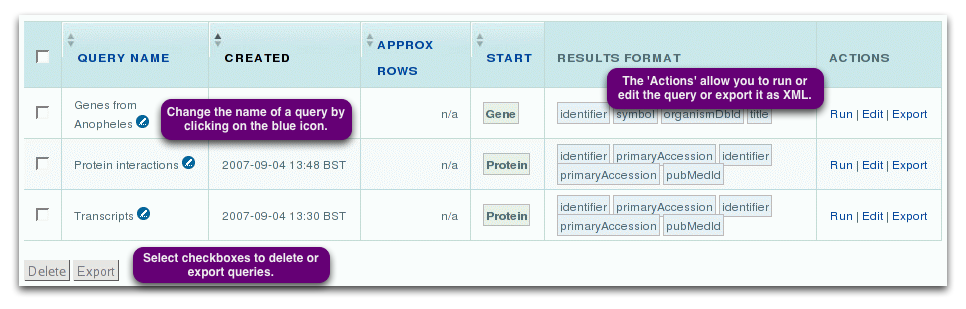 QUERY NAME CREATED APPROX ROWS START RESULTS FORMAT ACTIONS
The 'Actions' allow you to run or
edit the query or export it as XML.
Genes from
Anopheles
Change the name of a query by
clicking on the blue icon.
n/a Gene identifier symbol organismDbId title Run | Edit | Export
Protein interactions 2007-09-04 13:48 BST n/a Protein identifier primaryAccession identifier
primaryAccession pubMedId Run | Edit | Export
Transcripts 2007-09-04 13:30 BST n/a Protein identifier primaryAccession identifier
primaryAccession pubMedId Run | Edit | Export
Delete Export
Select checkboxes to delete or
export queries.